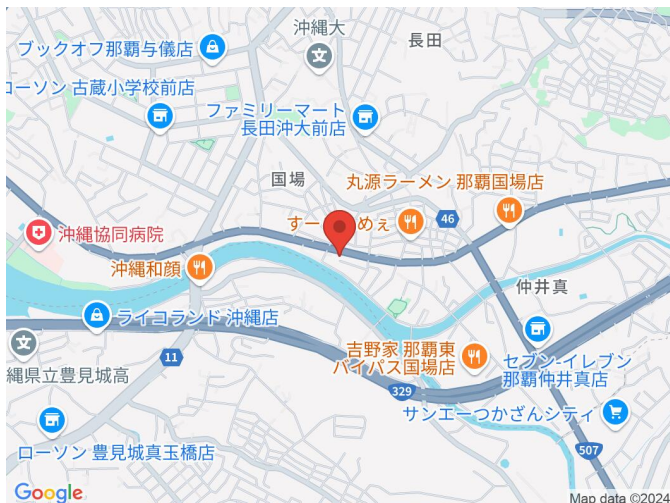 沖縄大
長田
ブックオフ那覇与儀店
ローソン 古蔵小学校前店
ファミリーマート
長田沖大前店
国場
丸源ラーメン 那覇国場店
46
めぇ
沖縄協同病院
沖縄和顔
仲井真
ライコランド 沖縄店
吉野家 那覇東
バイパス国場店
セブン-イレブン
那覇仲井真店
縄県立豊見城高
11
329
サンエーつかざんシティ
ローソン 豊見城真玉橋店
507
Google
Map data ©2024